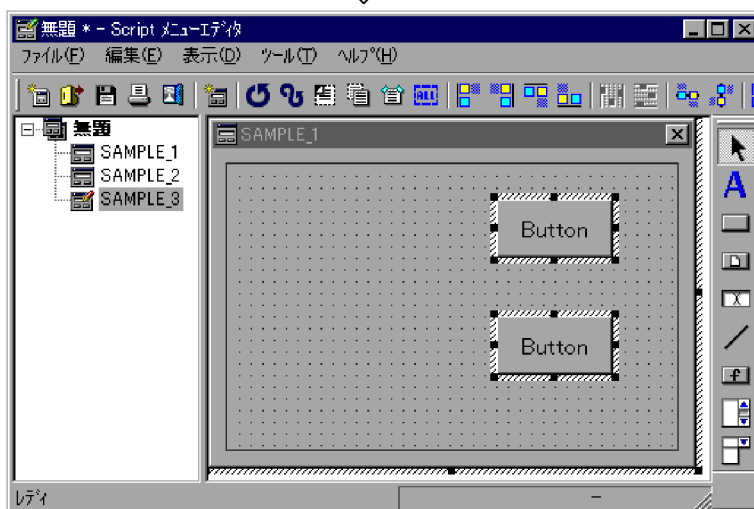 無題 * - Script ﾒﾆｭｰｴﾃﾞｨﾀ
ﾌｧｲﾙ(F) 編集(E) 表示(D) ﾂｰﾙ(T) ﾍﾙﾌﾟ(H)
ALL
無題
SAMPLE_1
SAMPLE_2
SAMPLE_3
SAMPLE_1
Button
Button
A
X
f
ﾚﾃﾞｨ